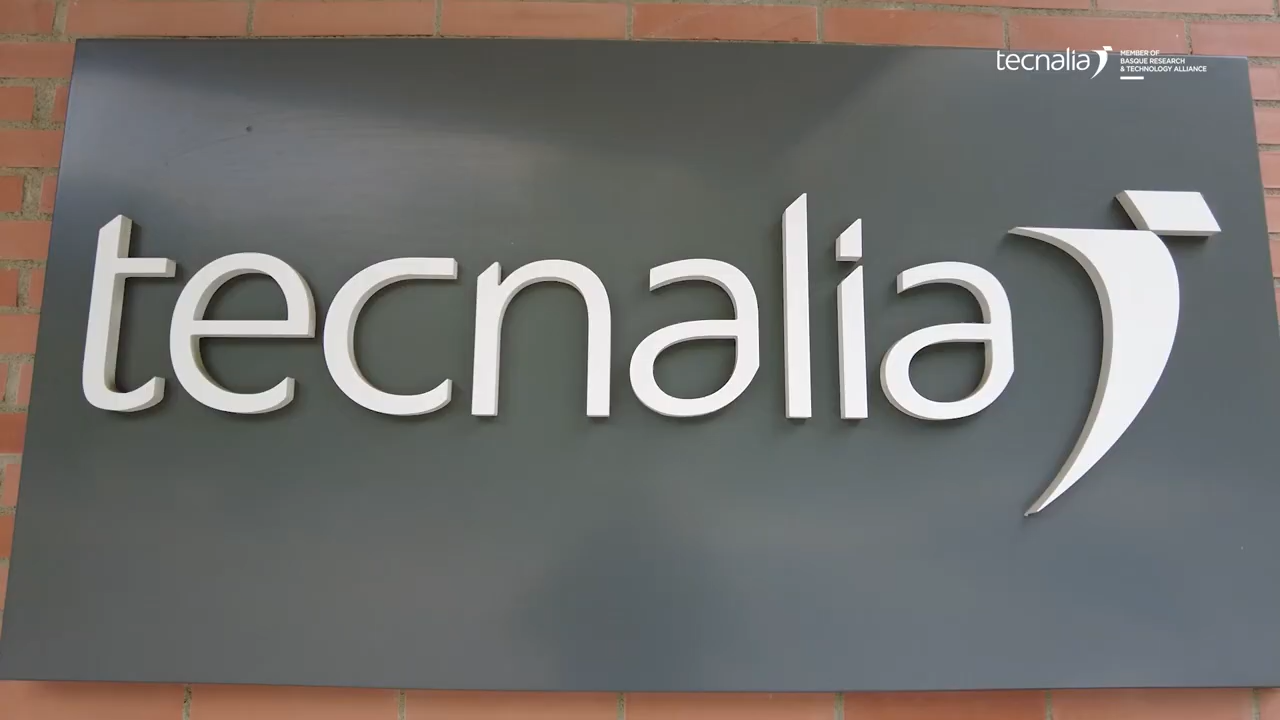 tecnalia
MEMBER OF
BASQUE RESEARCH
& TECHNOLOGY ALLIANCE
tecnalia